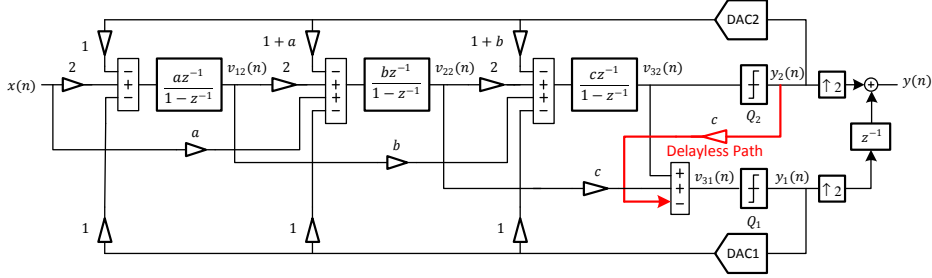 DAC2
1
1 + a
1 + b
x(n)
2
−
+
−
az⁻¹
1 − z⁻¹
v₁₂(n)
2
−
+
+
−
bz⁻¹
1 − z⁻¹
v₂₂(n)
2
−
+
+
−
cz⁻¹
1 − z⁻¹
v₃₂(n)
Q₂
y₂(n)
↑ 2
+
y(n)
c
Delayless Path
z⁻¹
a
b
c
+
+
−
v₃₁(n)
Q₁
y₁(n)
↑ 2
1
1
1
DAC1